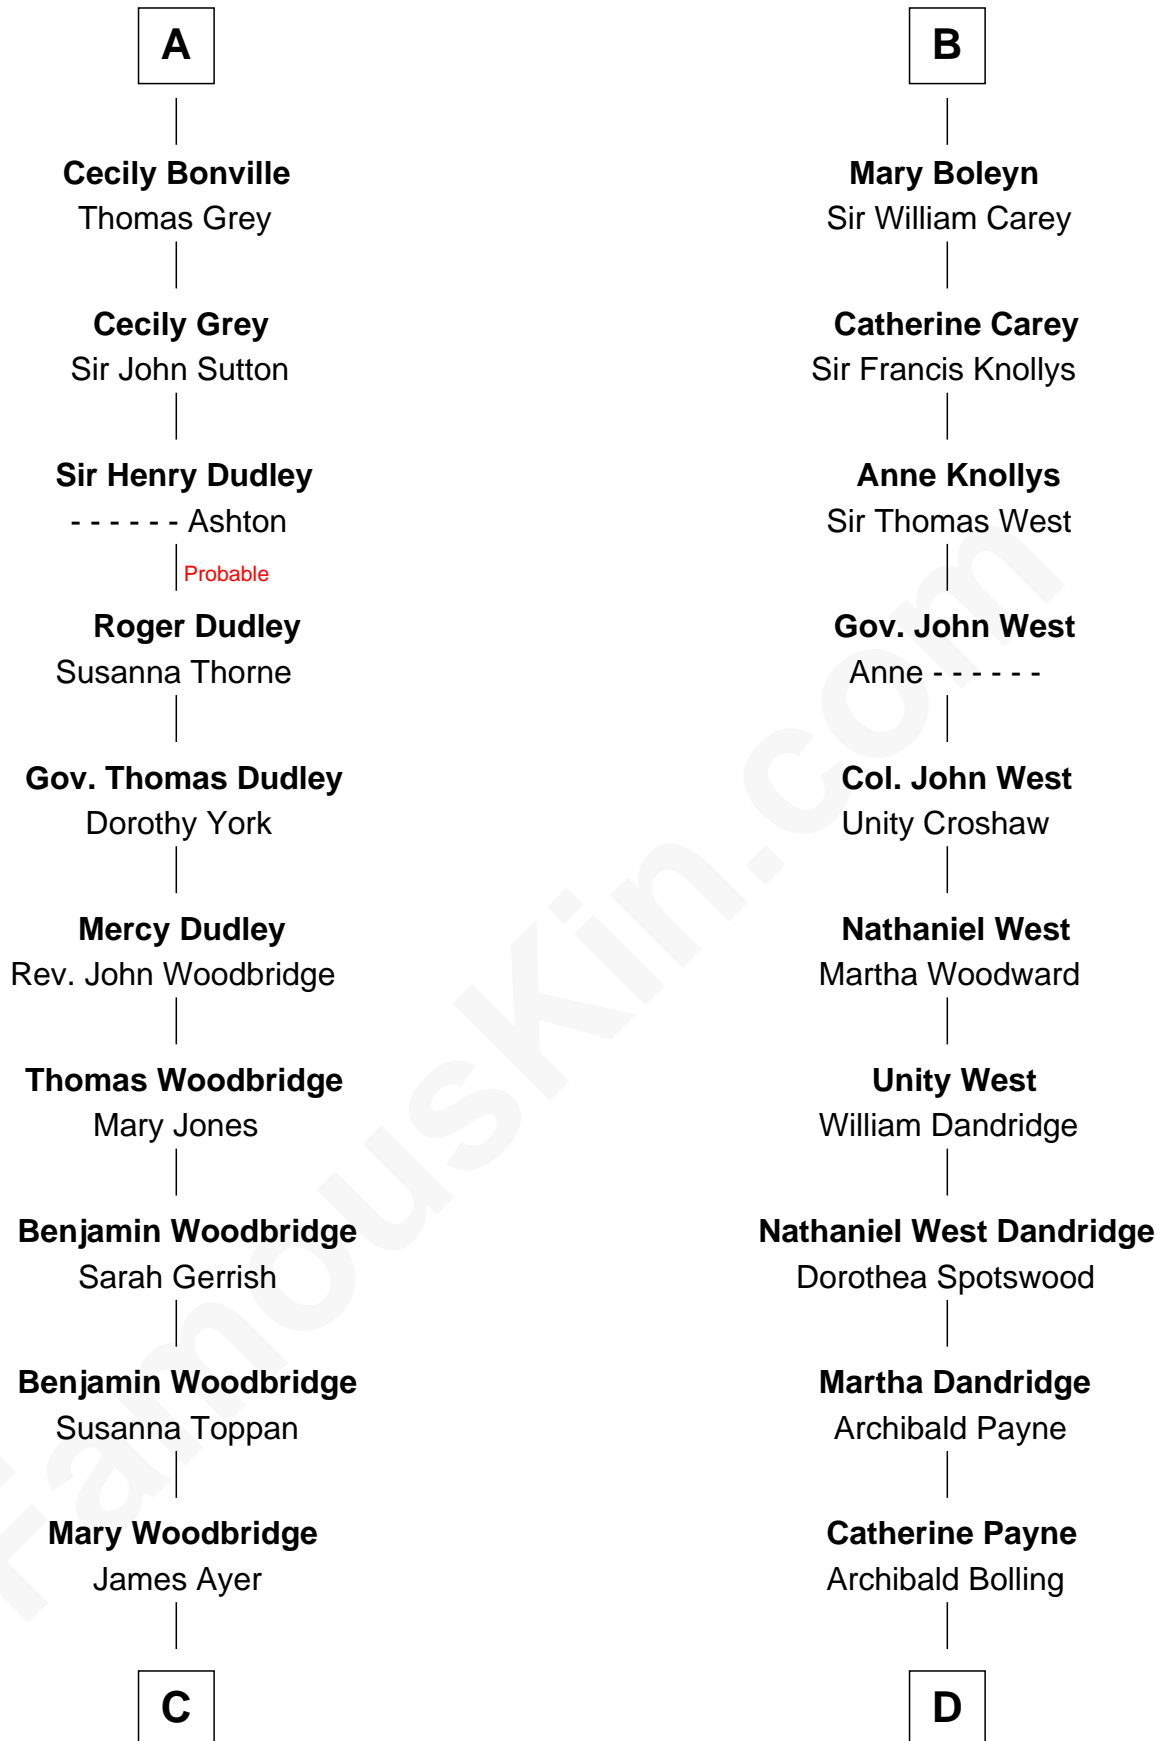 A
Cecily Bonville
Thomas Grey
Cecily Grey
Sir John Sutton
Sir Henry Dudley
- - - - - - Ashton
Probable
Roger Dudley
Susanna Thorne
Gov. Thomas Dudley
Dorothy York
Mercy Dudley
Rev. John Woodbridge
Thomas Woodbridge
Mary Jones
Benjamin Woodbridge
Sarah Gerrish
Benjamin Woodbridge
Susanna Toppan
Mary Woodbridge
James Ayer
C
B
Mary Boleyn
Sir William Carey
Catherine Carey
Sir Francis Knollys
Anne Knollys
Sir Thomas West
Gov. John West
Anne - - - - - -
Col. John West
Unity Croshaw
Nathaniel West
Martha Woodward
Unity West
William Dandridge
Nathaniel West Dandridge
Dorothea Spotswood
Martha Dandridge
Archibald Payne
Catherine Payne
Archibald Bolling
D
FamousKin.com